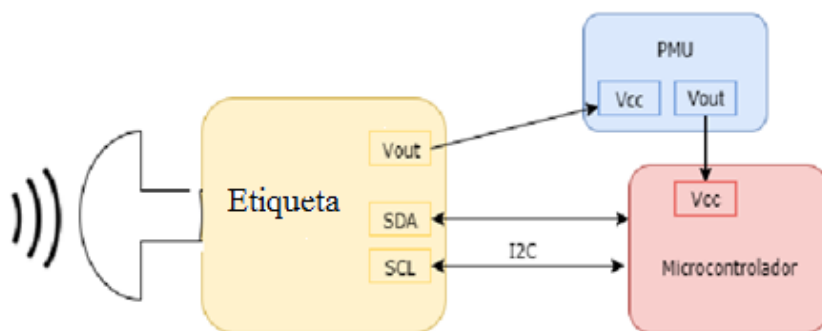 PMU
Vcc Vout
Vout
Etiqueta
Vcc
SDA
I2C
SCL
Microcontrolador